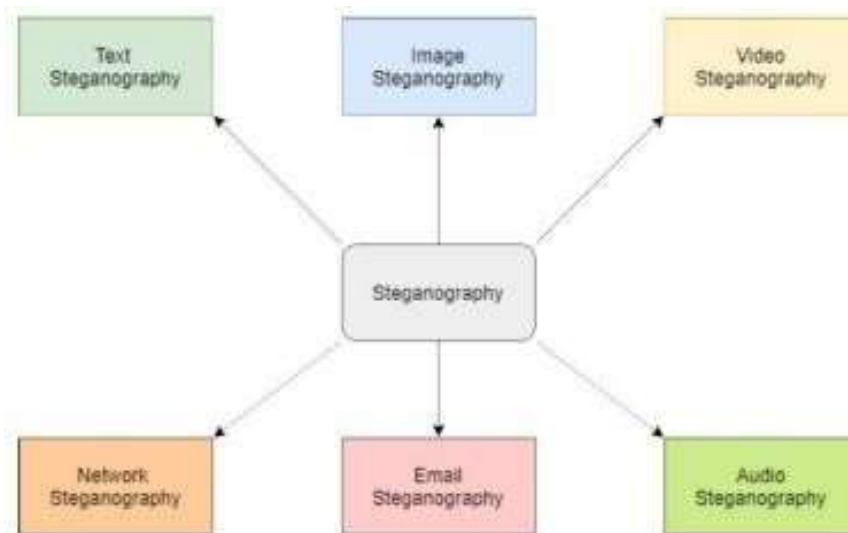 Text
Steganography
Image
Steganography
Video
Steganography
Steganography
Network
Steganography
Email
Steganography
Audio
Steganography